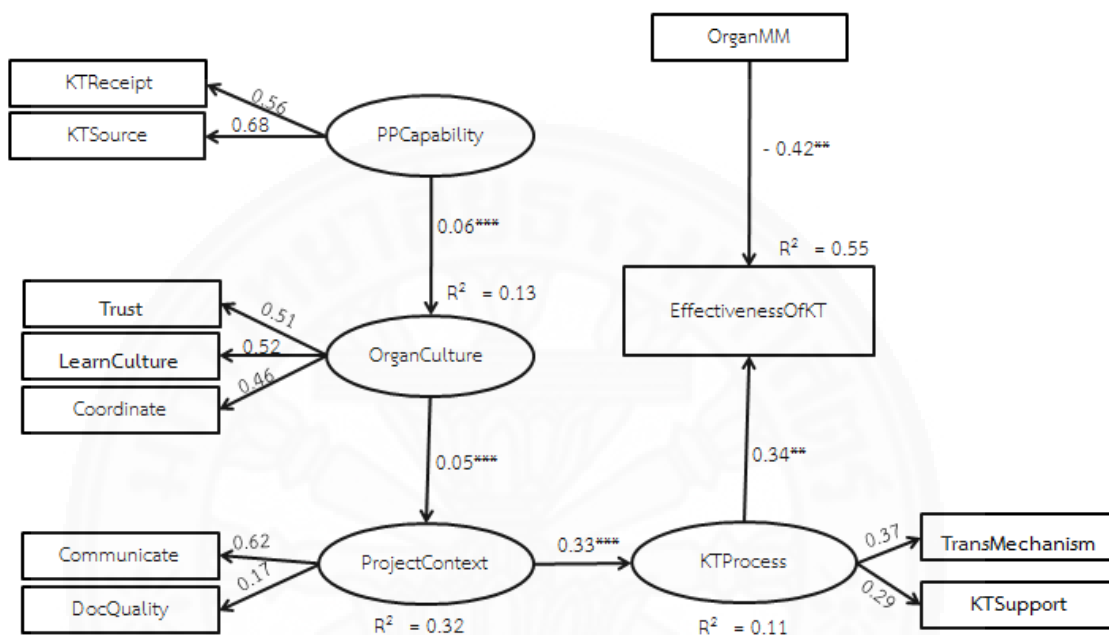 OrganMM
KTReceipt
0.56
KTSource
0.68
PPCapability
- 0.42**
0.06***
R² = 0.55
R² = 0.13
Trust
0.51
EffectivenessOfKT
LearnCulture
0.52
OrganCulture
Coordinate
0.46
0.05***
0.34**
Communicate
0.62
ProjectContext
0.33***
KTProcess
0.37
TransMechanism
DocQuality
0.17
0.29
KTSupport
R² = 0.32
R² = 0.11